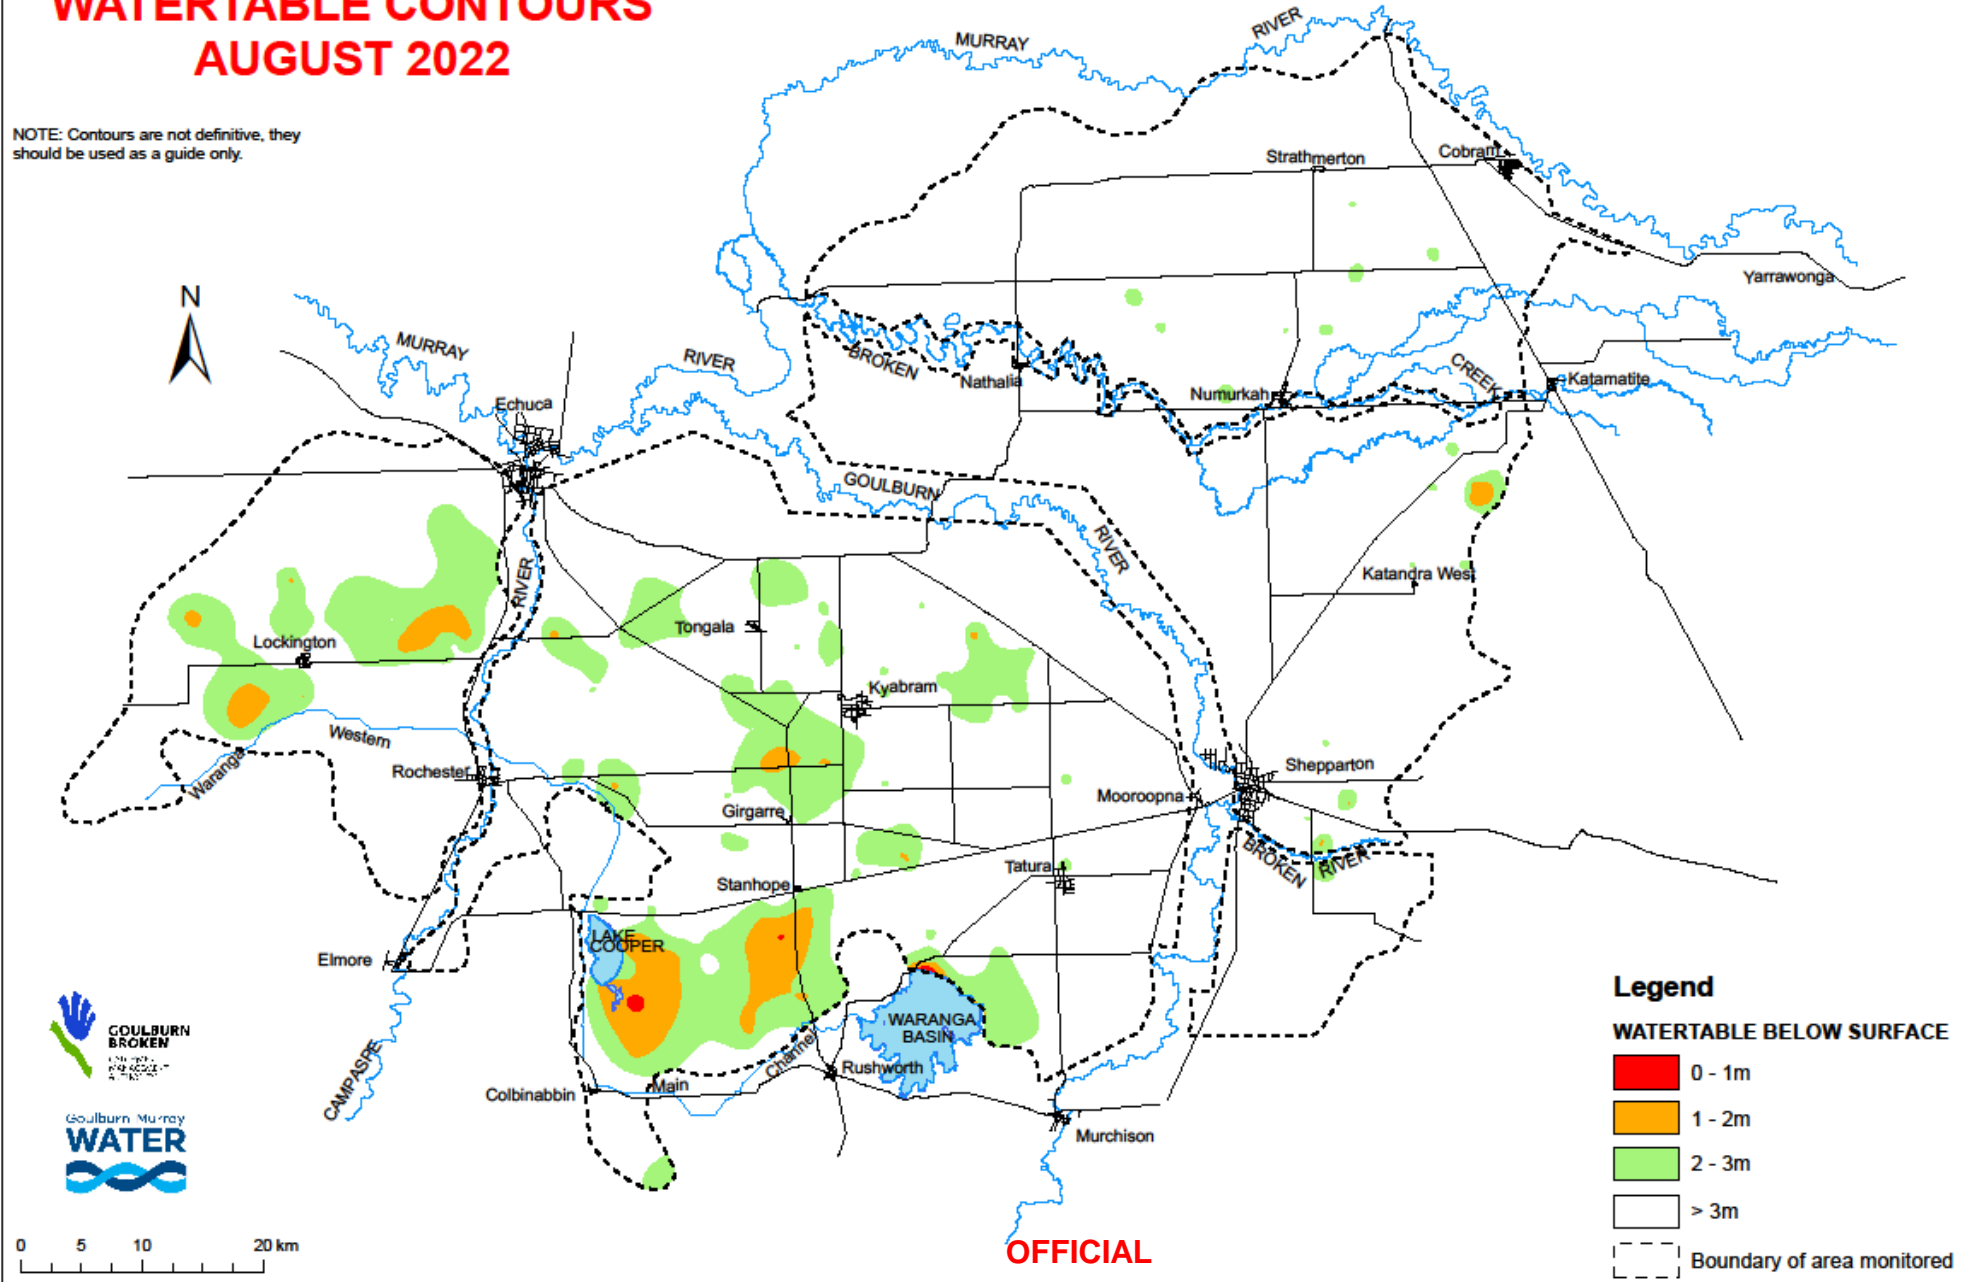 WATERTABLE CONTOURS
AUGUST 2022
NOTE: Contours are not definitive, they
should be used as a guide only.
N
MURRAY
RIVER
Strathmerton
Cobram
Yarrawonga
MURRAY
RIVER
BROKEN
Nathalia
Numurkah
CREEK
Katamatite
Echuca
GOULBURN
RIVER
RIVER
Katandra West
Lockington
Tongala
Kyabram
Western
Waranga
Rochester
Girgarre
Mooroopna
Shepparton
BROKEN
RIVER
Stanhope
Tatura
LAKE
COOPER
Elmore
WARANGA
BASIN
Channel
Main
Rushworth
Colbinabbin
CAMPASPE
Murchison
GOULBURN
BROKEN
MANAGEMENT
Goulburn-Murray
WATER
0 5 10 20 km
OFFICIAL
Legend
WATERTABLE BELOW SURFACE
0 - 1m
1 - 2m
2 - 3m
> 3m
Boundary of area monitored